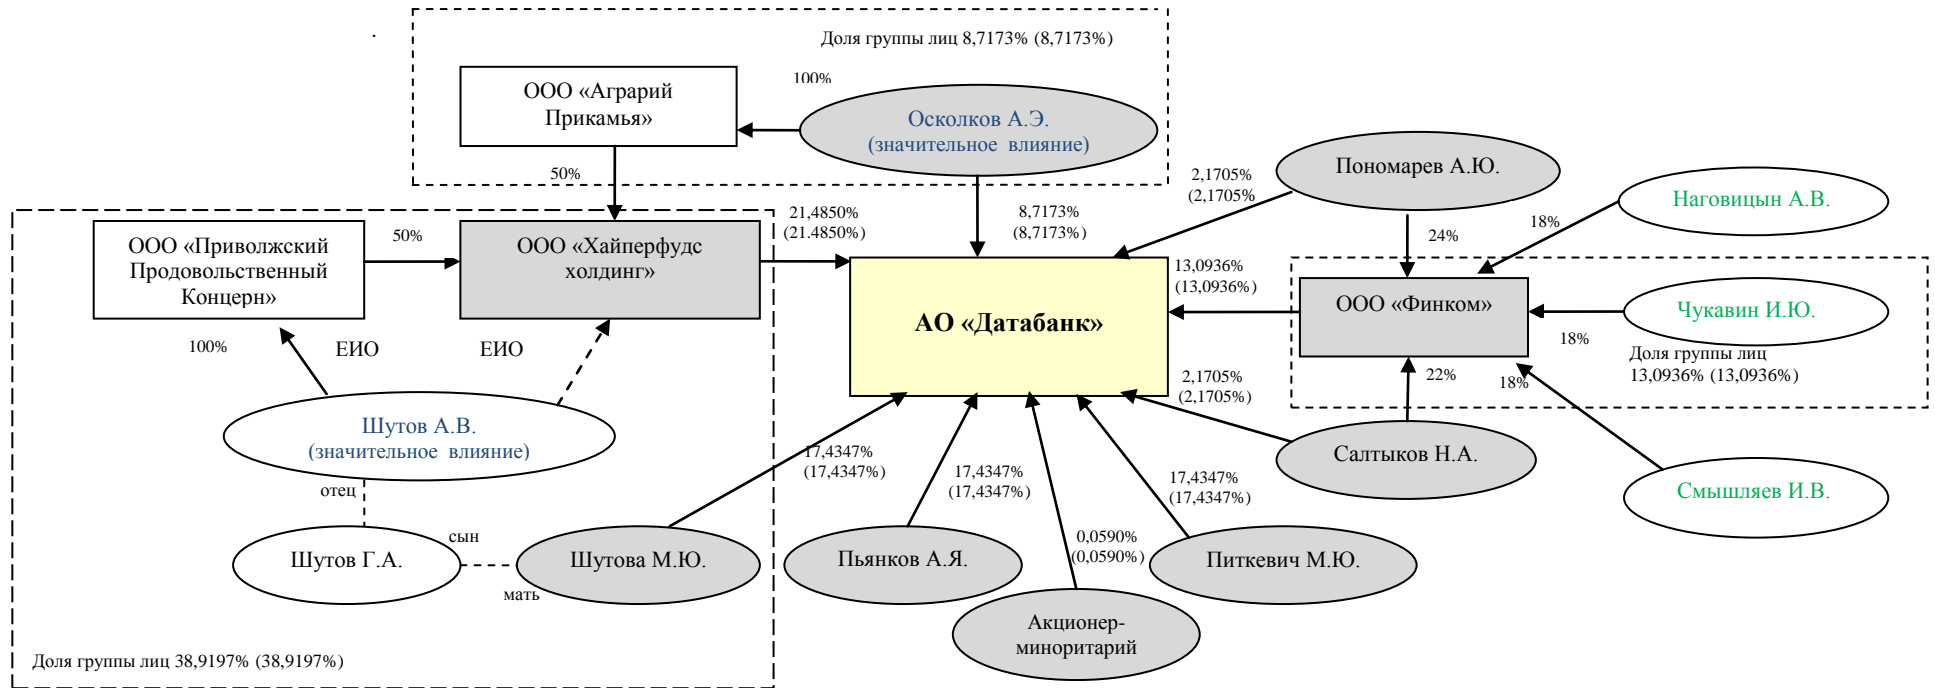 Доля группы лиц 8,7173% (8,7173%)
ООО «Аграрий
Прикамья»
100%
Осколков А.Э.
(значительное влияние)
50%
Пономарев А.Ю.
2,1705%
(2,1705%
Наговицын А.В.
21,4850%
(21.4850%)
8,7173%
(8,7173%)
18%
24%
ООО «Приволжский
Продовольственный
Концерн»
50%
ООО «Хайперфудс
холдинг»
13,0936%
(13,0936%)
ООО «Финком»
Чукавин И.Ю.
АО «Датабанк»
18%
Доля группы лиц
13,0936% (13,0936%)
100%
ЕИО
ЕИО
2,1705%
(2,1705%)
22%
18%
Шутов А.В.
(значительное влияние)
Салтыков Н.А.
17,4347%
(17,4347%)
17,4347%
(17,4347%)
17,4347%
(17,4347%)
Смышляев И.В.
отец
сын
0,0590%
(0,0590%)
Шутов Г.А.
Шутова М.Ю.
Пьянков А.Я.
Питкевич М.Ю.
мать
Акционер-
миноритарий
Доля группы лиц 38,9197% (38,9197%)